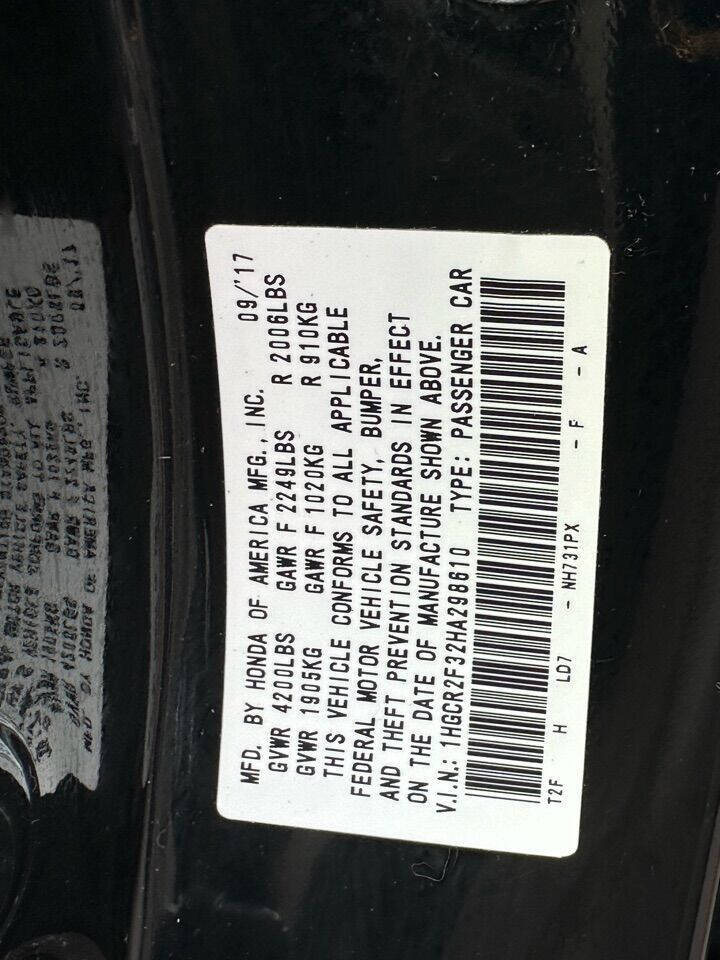 MFD. BY HONDA OF AMERICA MFG., INC. 09/'17
GVWR 4200LBS GAWR F 2249LBS R 2006LBS
GVWR 1905KG GAWR F 1020KG R 910KG
THIS VEHICLE CONFORMS TO ALL APPLICABLE
FEDERAL MOTOR VEHICLE SAFETY, BUMPER,
AND THEFT PREVENTION STANDARDS IN EFFECT
ON THE DATE OF MANUFACTURE SHOWN ABOVE.
V.I.N.: 1HGCR2F32HA298610 TYPE: PASSENGER CAR
T2F H LD7 - NH731PX - F - A